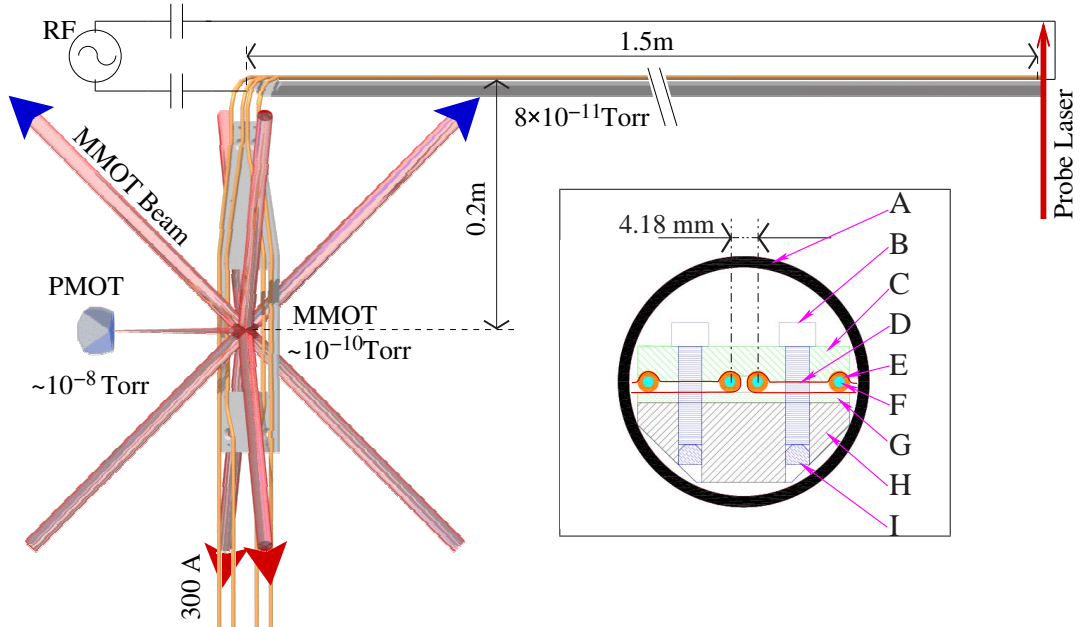 RF
1.5m
8×10⁻¹¹Torr
MMOT Beam
0.2m
Probe Laser
PMOT
MMOT
~10⁻¹⁰Torr
~10⁻⁸ Torr
300 A
4.18 mm
A
B
C
D
E
F
G
H
I